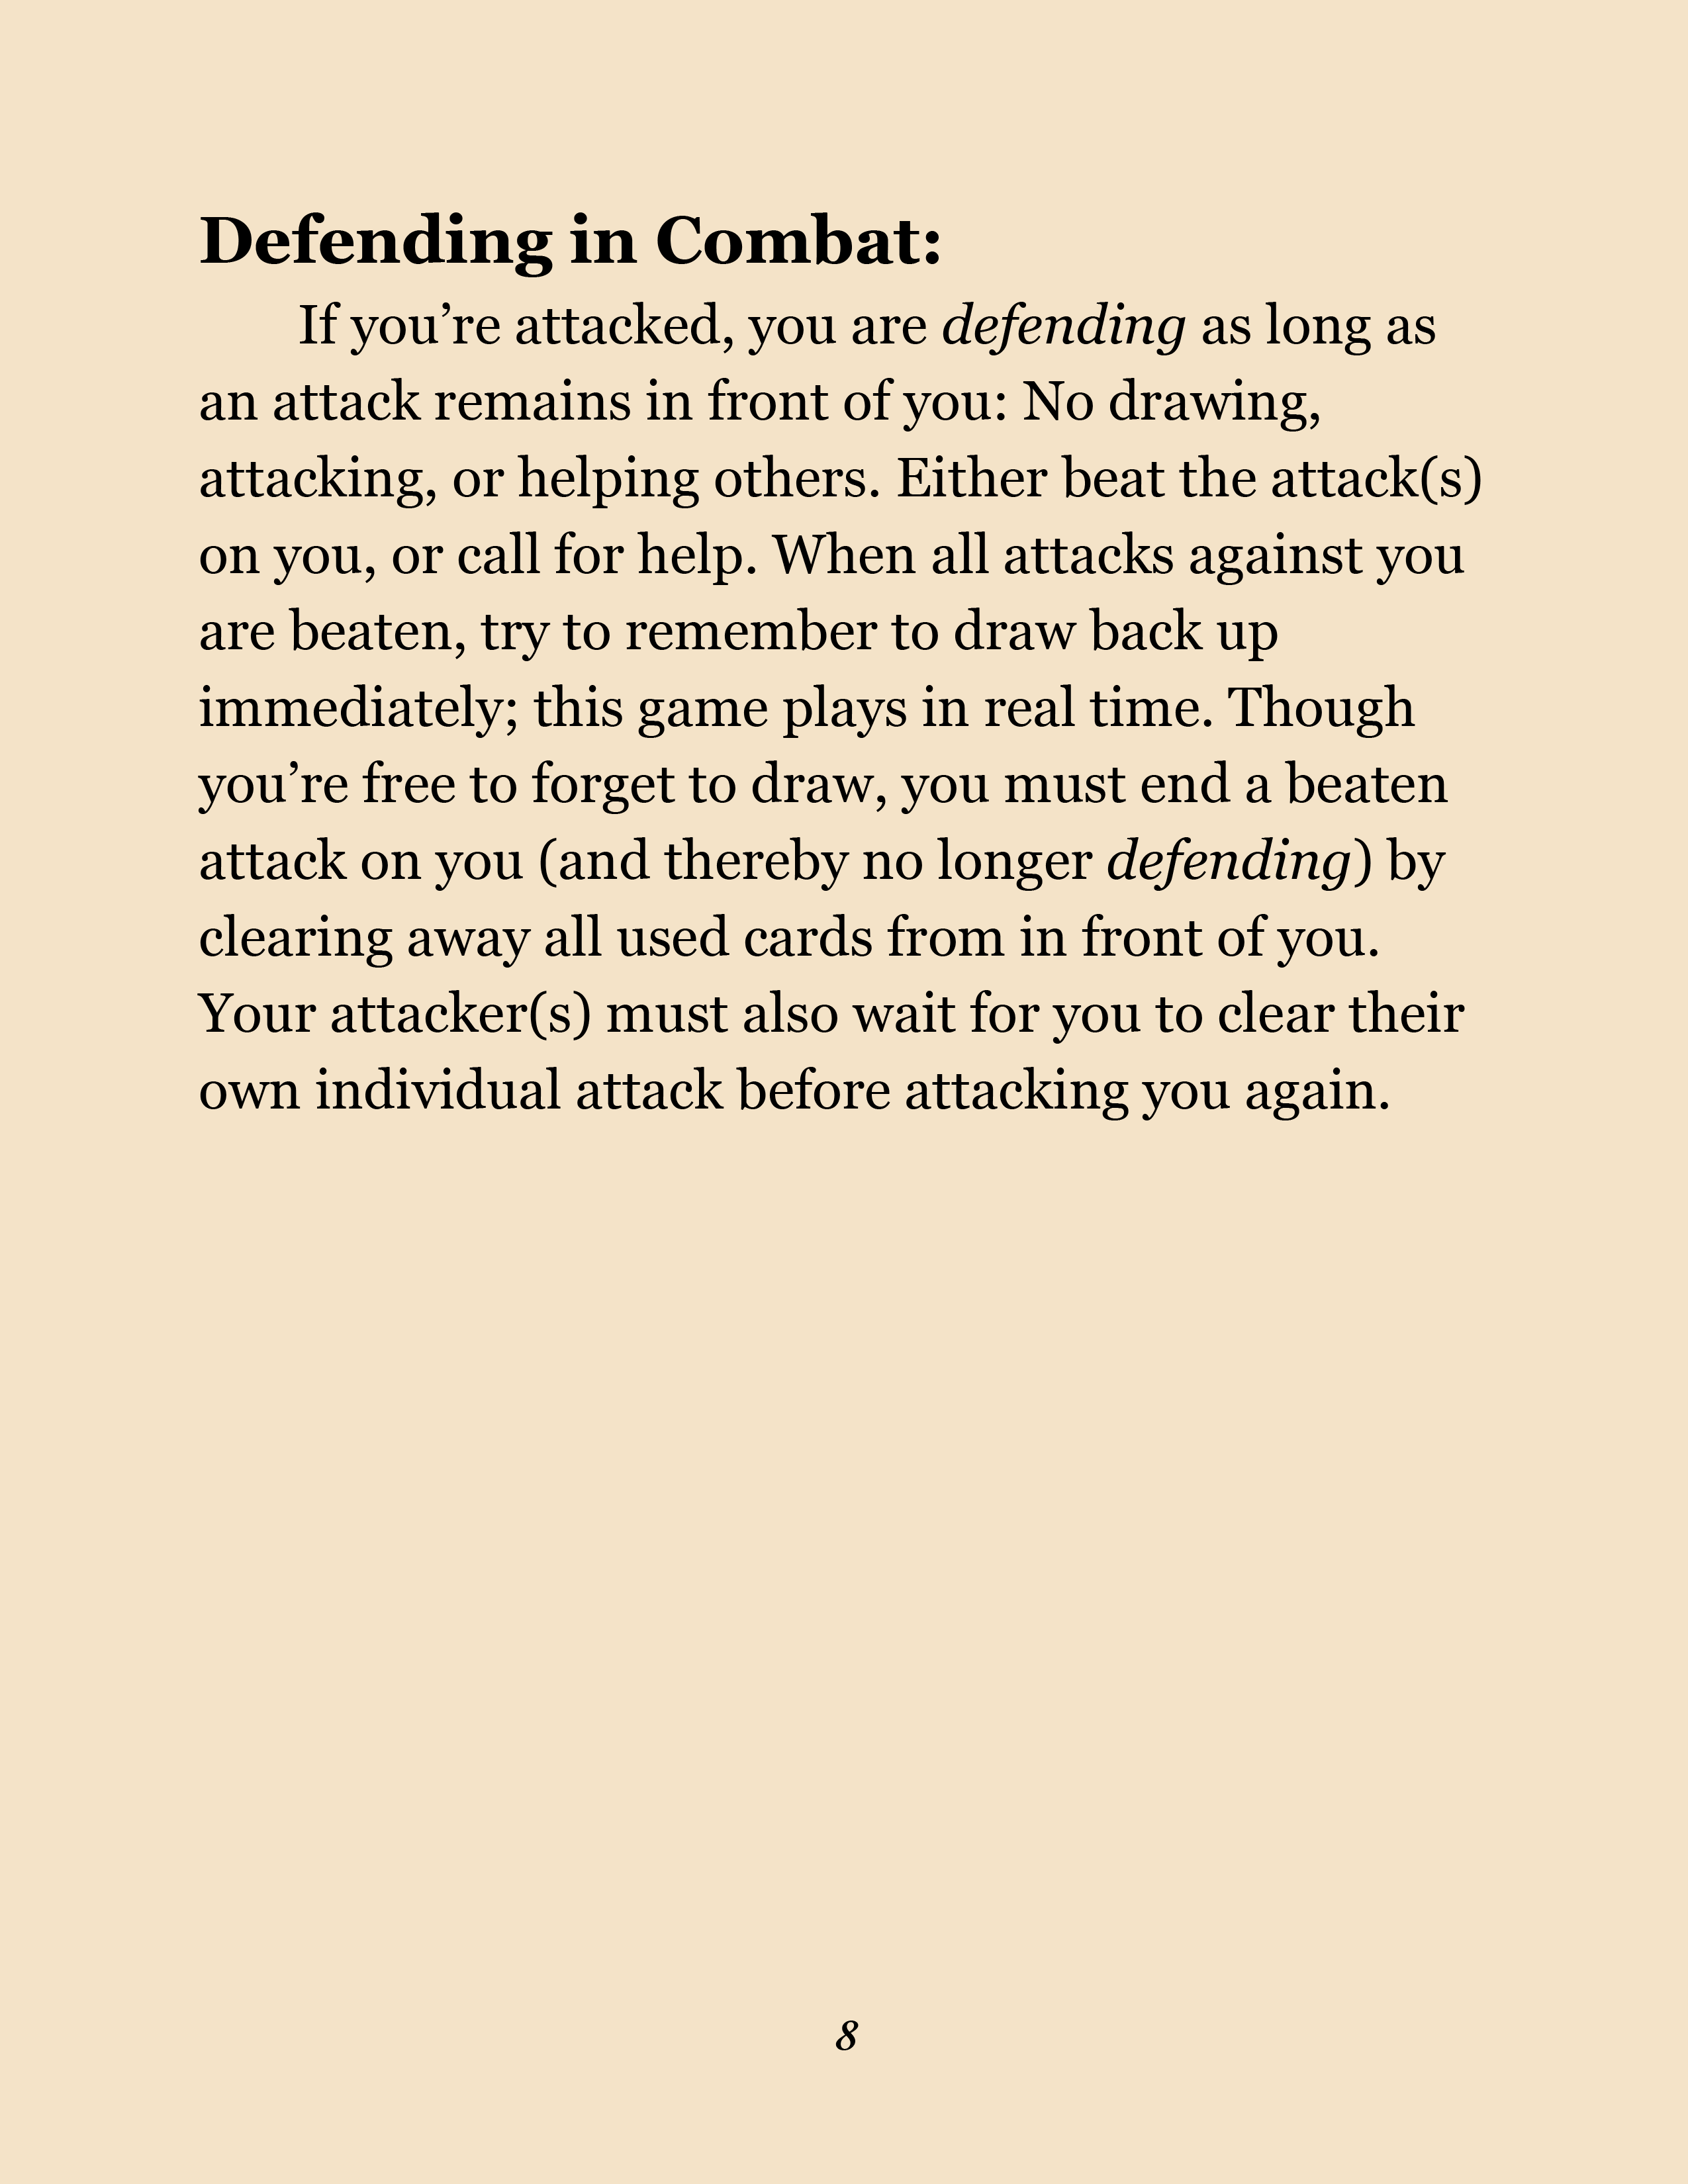 Defending in Combat:
If you’re attacked, you are defending as long as
an attack remains in front of you: No drawing,
attacking, or helping others. Either beat the attack(s)
on you, or call for help. When all attacks against you
are beaten, try to remember to draw back up
immediately; this game plays in real time. Though
you’re free to forget to draw, you must end a beaten
attack on you (and thereby no longer defending) by
clearing away all used cards from in front of you.
Your attacker(s) must also wait for you to clear their
own individual attack before attacking you again.
8